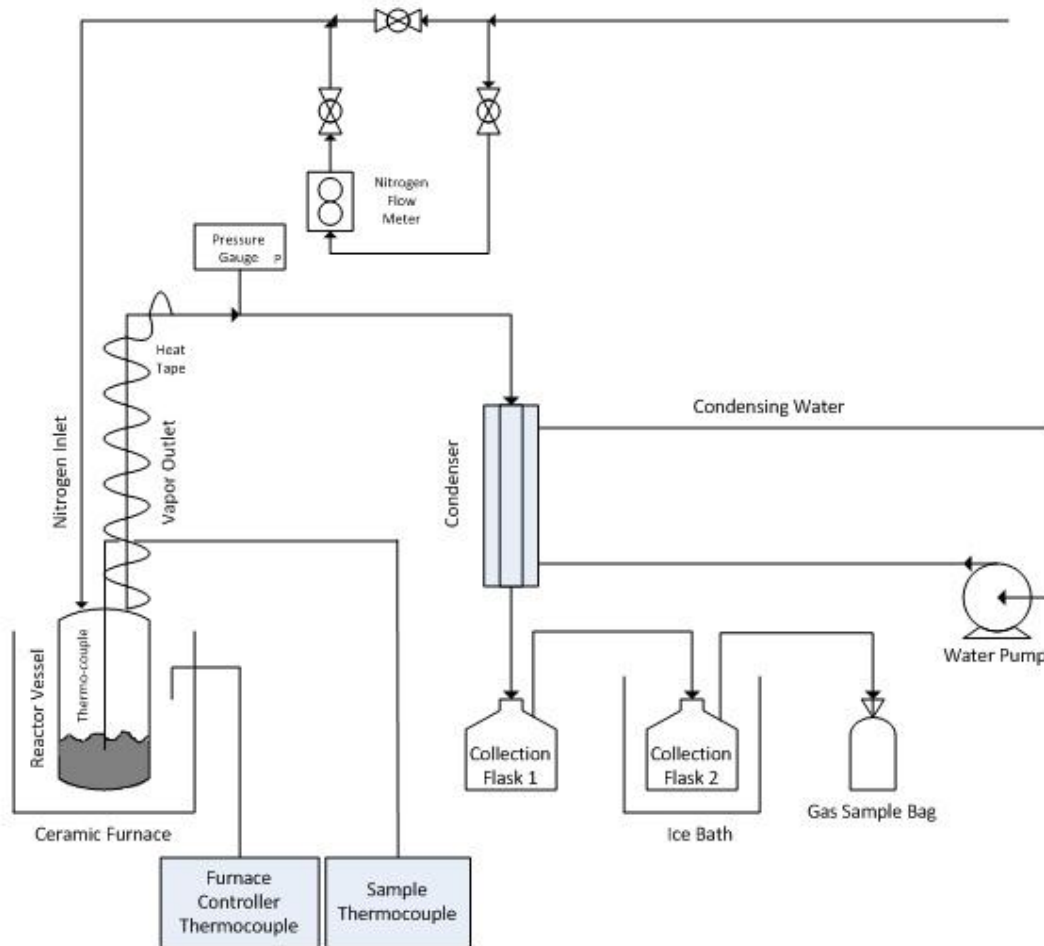 Nitrogen
Flow
Meter
Pressure
Gauge P
Heat
Tape
Nitrogen Inlet
Vapor Outlet
Condensing Water
Condenser
Water Pump
Reactor Vessel
Thermo-couple
Collection
Flask 1
Collection
Flask 2
Gas Sample Bag
Ice Bath
Ceramic Furnace
Furnace
Controller
Thermocouple
Sample
Thermocouple